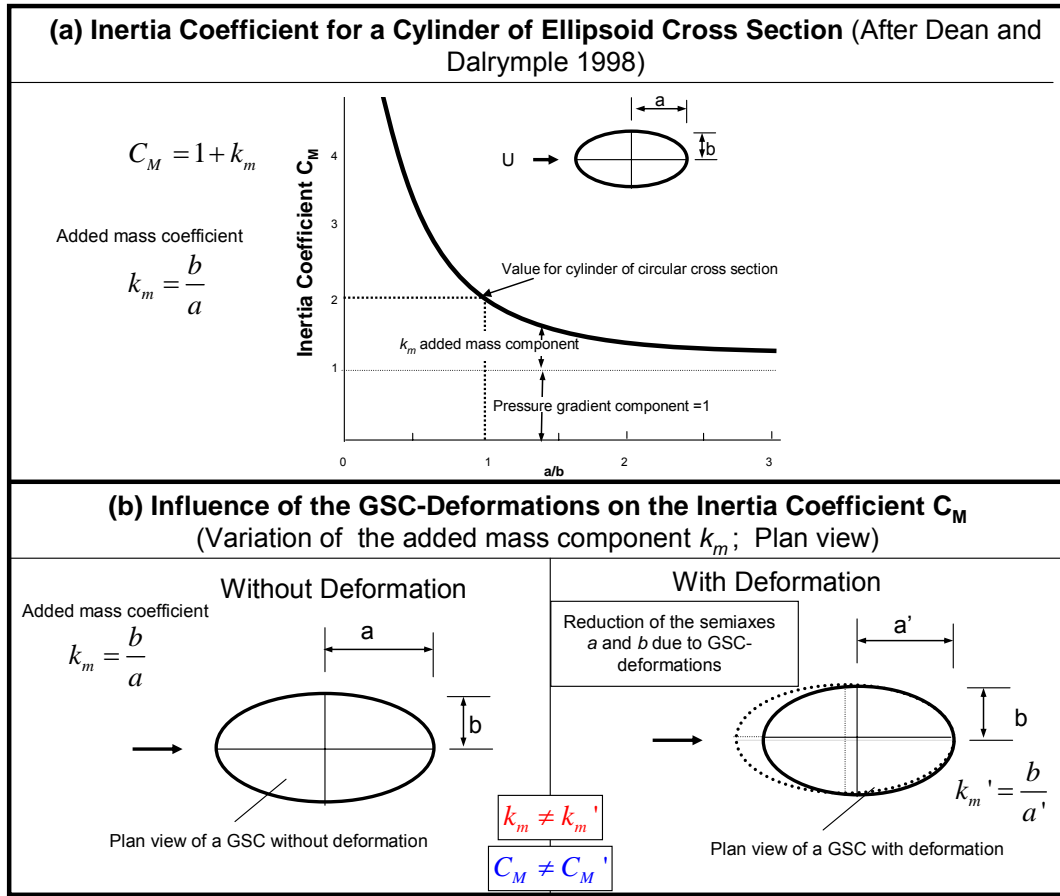 (a) Inertia Coefficient for a Cylinder of Ellipsoid Cross Section (After Dean and
Dalrymple 1998)
C_M = 1 + k_m
Added mass coefficient
k_m = b/a
Inertia Coefficient C_M
4
3
2
1
0
1
2
3
a/b
a
b
U
Value for cylinder of circular cross section
k_m added mass component
Pressure gradient component =1
(b) Influence of the GSC-Deformations on the Inertia Coefficient C_M
(Variation of the added mass component k_m; Plan view)
Without Deformation
Added mass coefficient
k_m = b/a
a
b
Plan view of a GSC without deformation
With Deformation
Reduction of the semiaxes
a and b due to GSC-
deformations
a'
b
k_m' = b/a'
Plan view of a GSC with deformation
k_m ≠ k_m'
C_M ≠ C_M'